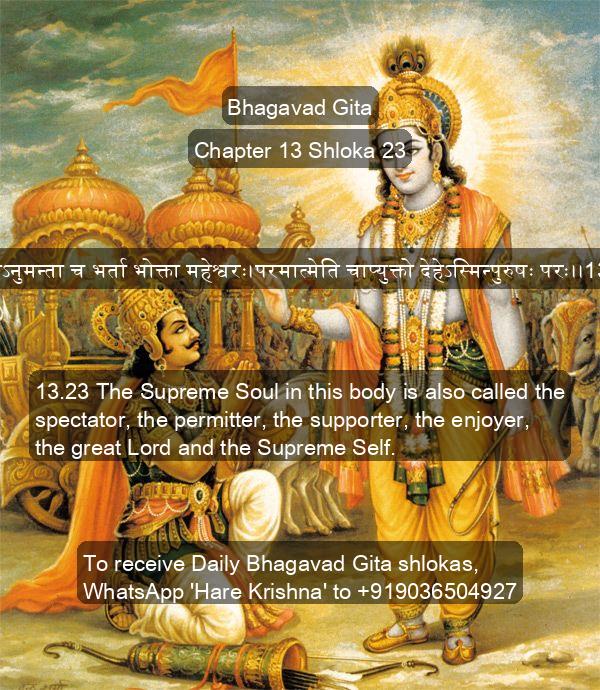 Bhagavad Gita
Chapter 13 Shloka 23
ऽनुमन्ता च भर्ता भोक्ता महेश्वरः।परमात्मेति चाप्युक्तो देहेऽस्मिन्पुरुषः परः।।1
13.23 The Supreme Soul in this body is also called the
spectator, the permitter, the supporter, the enjoyer,
the great Lord and the Supreme Self.
To receive Daily Bhagavad Gita shlokas,
WhatsApp 'Hare Krishna' to +919036504927